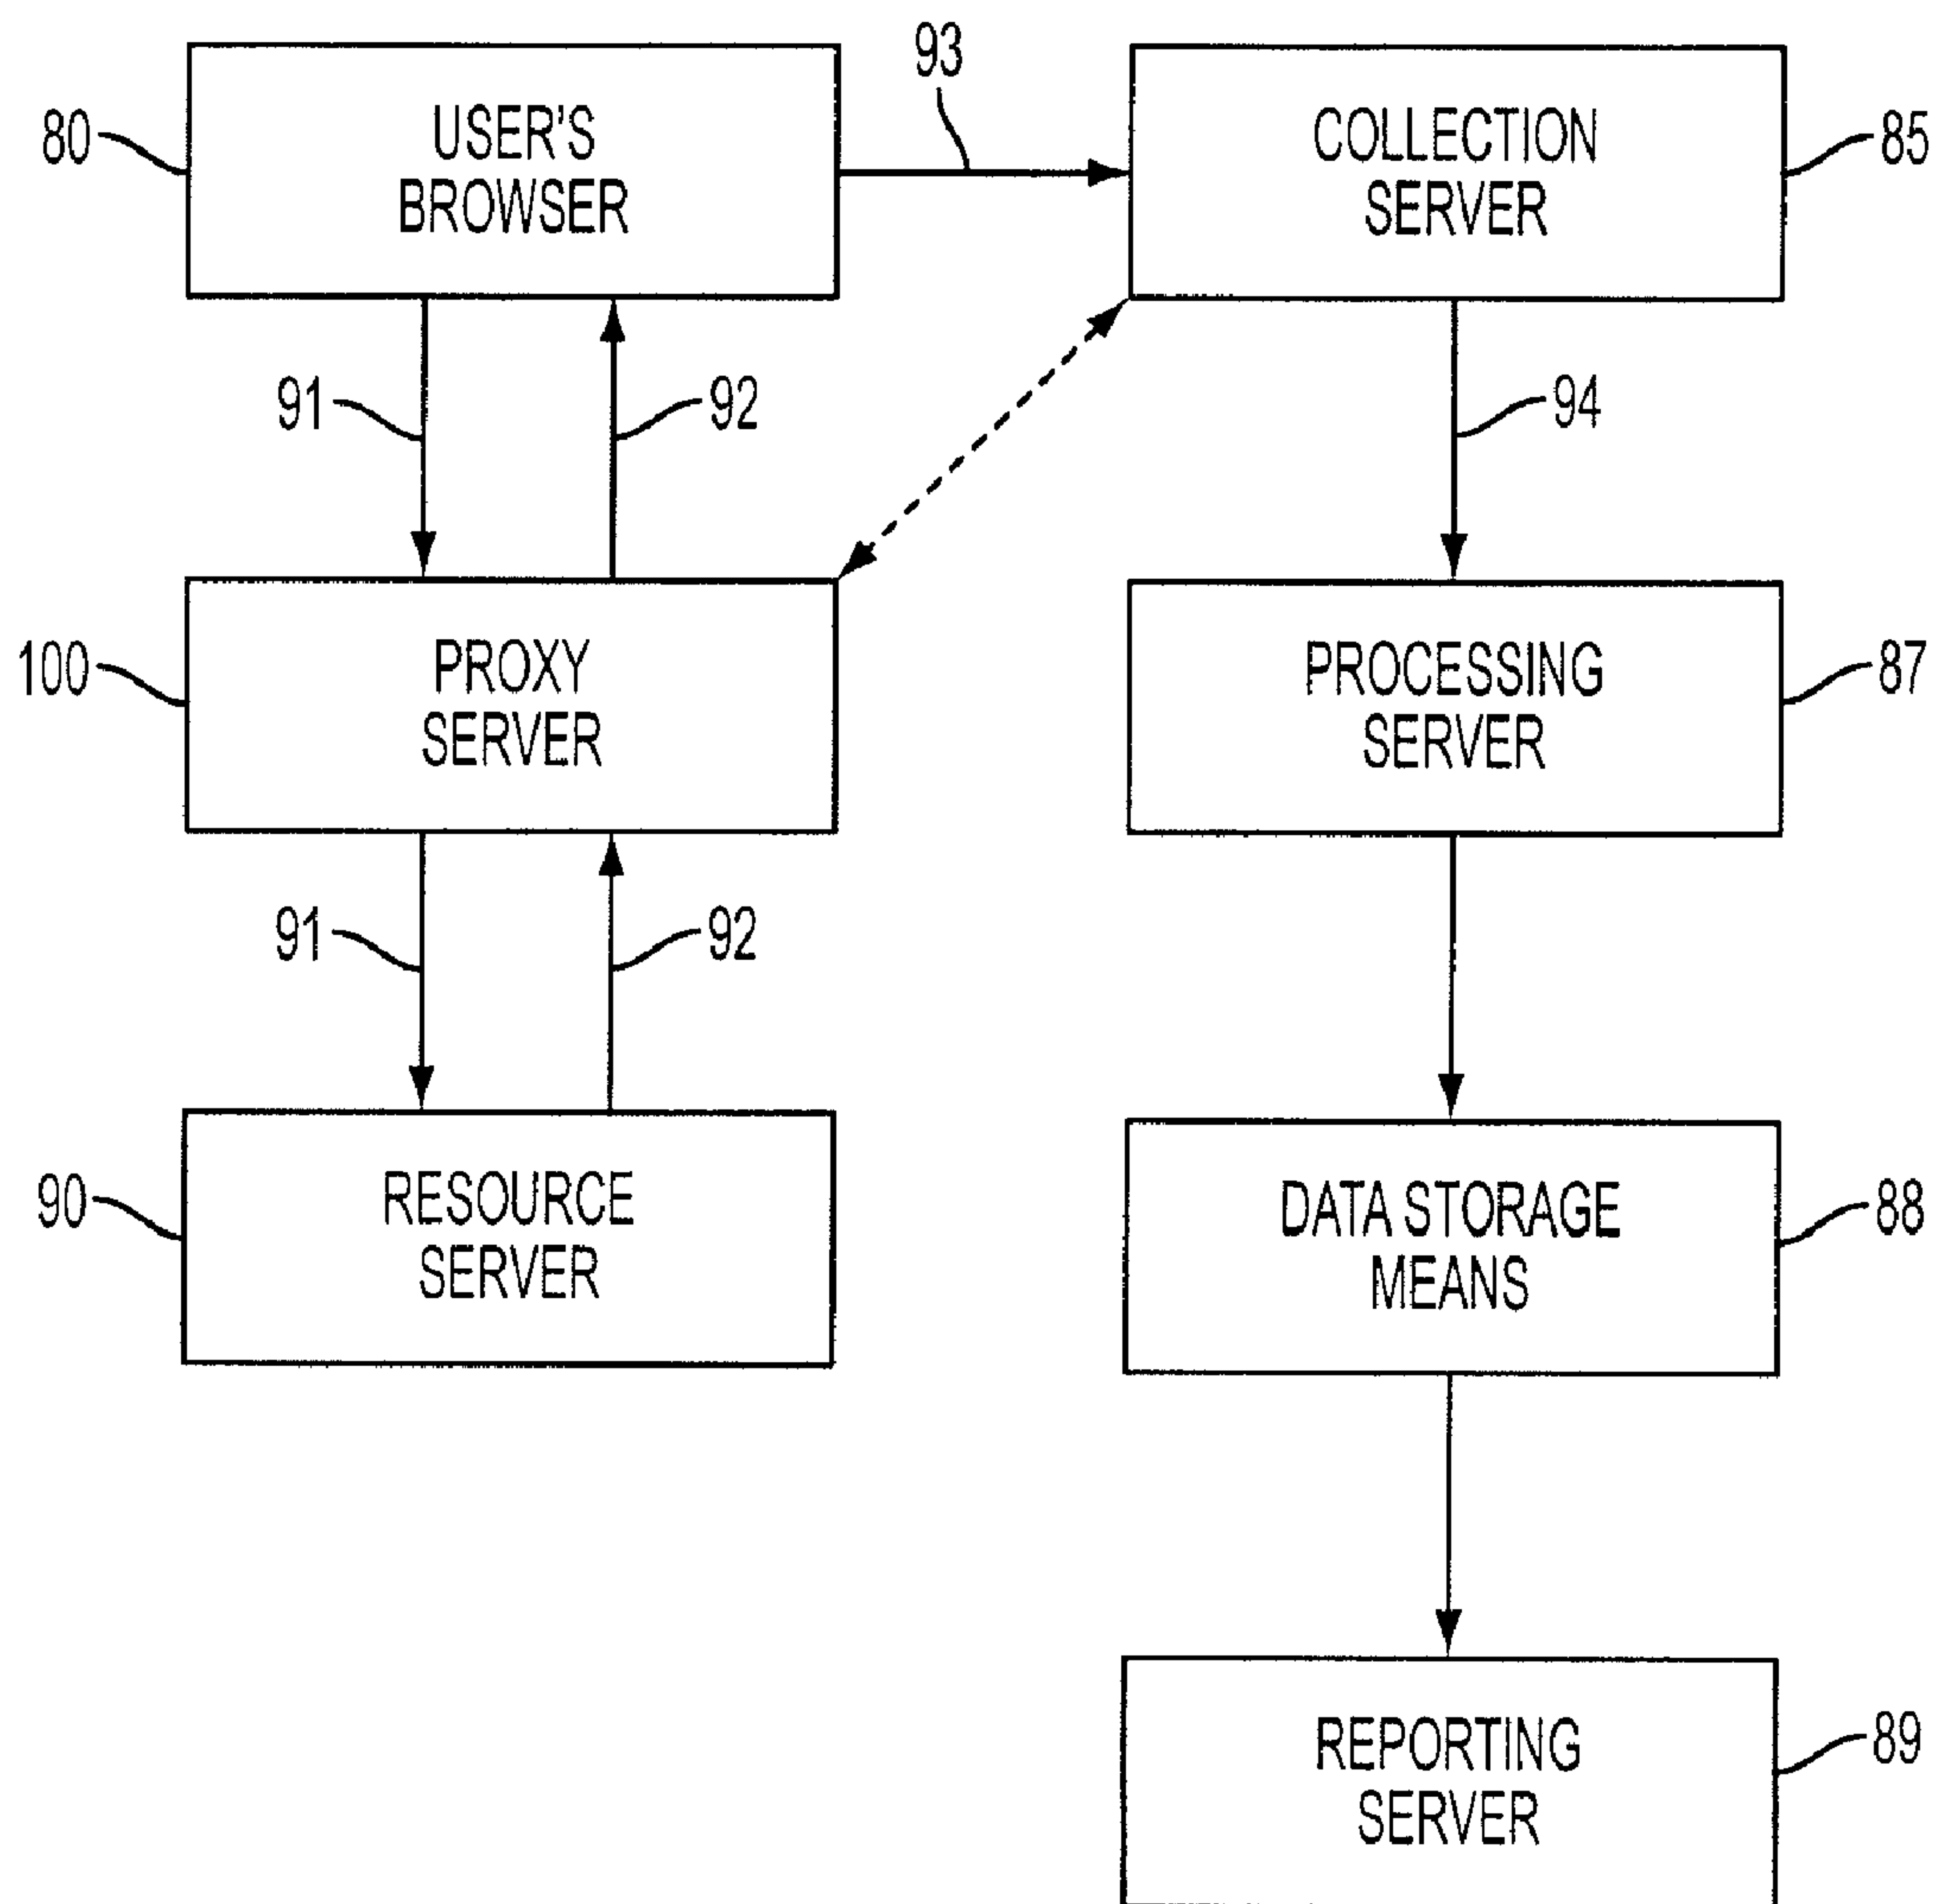 93
80
USER'S
BROWSER
COLLECTION
SERVER
85
91
92
94
100
PROXY
SERVER
PROCESSING
SERVER
87
91
92
90
RESOURCE
SERVER
DATA STORAGE
MEANS
88
REPORTING
SERVER
89